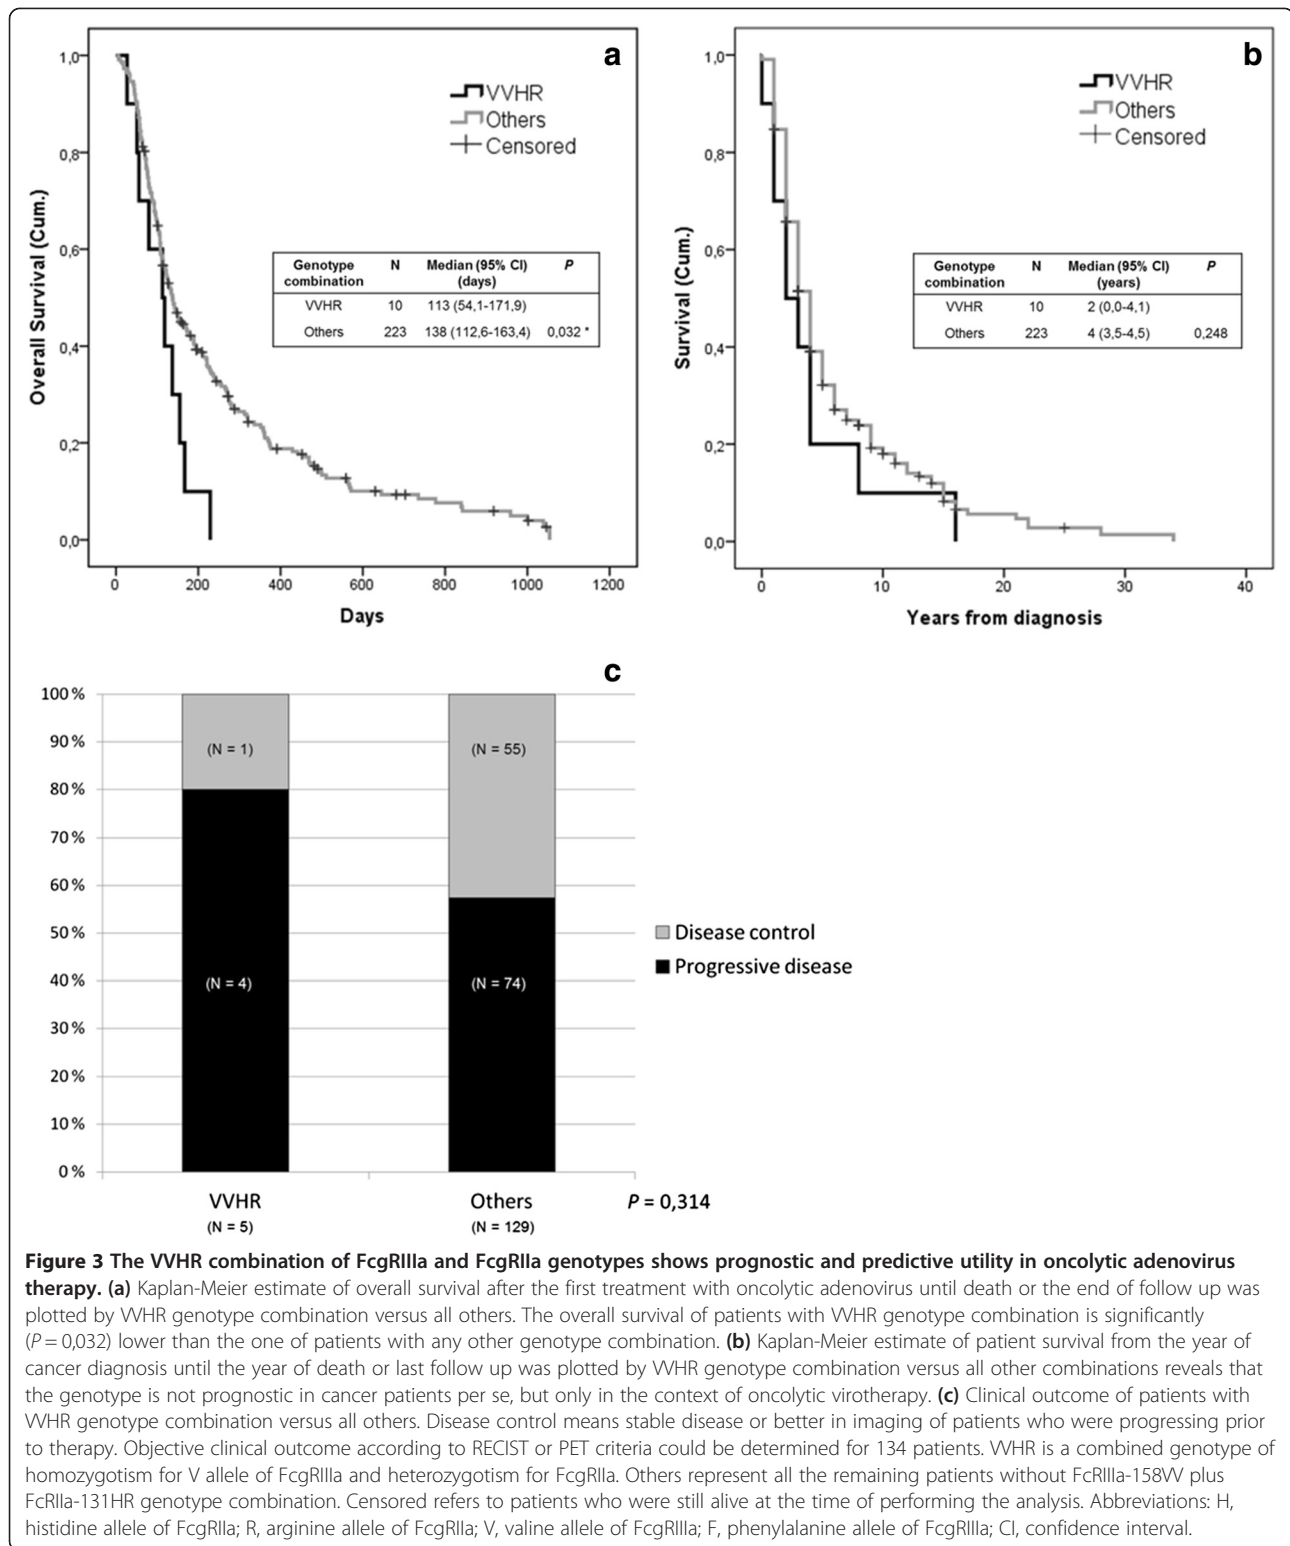 a
1,0
0,8
0,6
0,4
0,2
0,0
Overall Survival (Cum.)
VVHR
Others
Censored
Genotype combination N Median (95% CI) (days) P
VVHR 10 113 (54,1-171,9)
Others 223 138 (112,6-163,4) 0,032 *
0 200 400 600 800 1000 1200
Days
b
1,0
0,8
0,6
0,4
0,2
0,0
Survival (Cum.)
VVHR
Others
Censored
Genotype combination N Median (95% CI) (years) P
VVHR 10 2 (0,0-4,1)
Others 223 4 (3,5-4,5) 0,248
0 10 20 30 40
Years from diagnosis
c
100 %
90 %
80 %
70 %
60 %
50 %
40 %
30 %
20 %
10 %
0 %
(N = 1)
(N = 55)
(N = 4)
(N = 74)
Disease control
Progressive disease
VVHR Others P = 0,314
(N = 5) (N = 129)
Figure 3 The VVHR combination of FcgRIIIa and FcgRIIa genotypes shows prognostic and predictive utility in oncolytic adenovirus
therapy. (a) Kaplan-Meier estimate of overall survival after the first treatment with oncolytic adenovirus until death or the end of follow up was
plotted by VVHR genotype combination versus all others. The overall survival of patients with VVHR genotype combination is significantly
(P = 0,032) lower than the one of patients with any other genotype combination. (b) Kaplan-Meier estimate of patient survival from the year of
cancer diagnosis until the year of death or last follow up was plotted by VVHR genotype combination versus all other combinations reveals that
the genotype is not prognostic in cancer patients per se, but only in the context of oncolytic virotherapy. (c) Clinical outcome of patients with
VVHR genotype combination versus all others. Disease control means stable disease or better in imaging of patients who were progressing prior
to therapy. Objective clinical outcome according to RECIST or PET criteria could be determined for 134 patients. VVHR is a combined genotype of
homozygotism for V allele of FcgRIIIa and heterozygotism for FcgRIIa. Others represent all the remaining patients without FcRIIIa-158VV plus
FcRIIa-131HR genotype combination. Censored refers to patients who were still alive at the time of performing the analysis. Abbreviations: H,
histidine allele of FcgRIIa; R, arginine allele of FcgRIIa; V, valine allele of FcgRIIIa; F, phenylalanine allele of FcgRIIIa; CI, confidence interval.